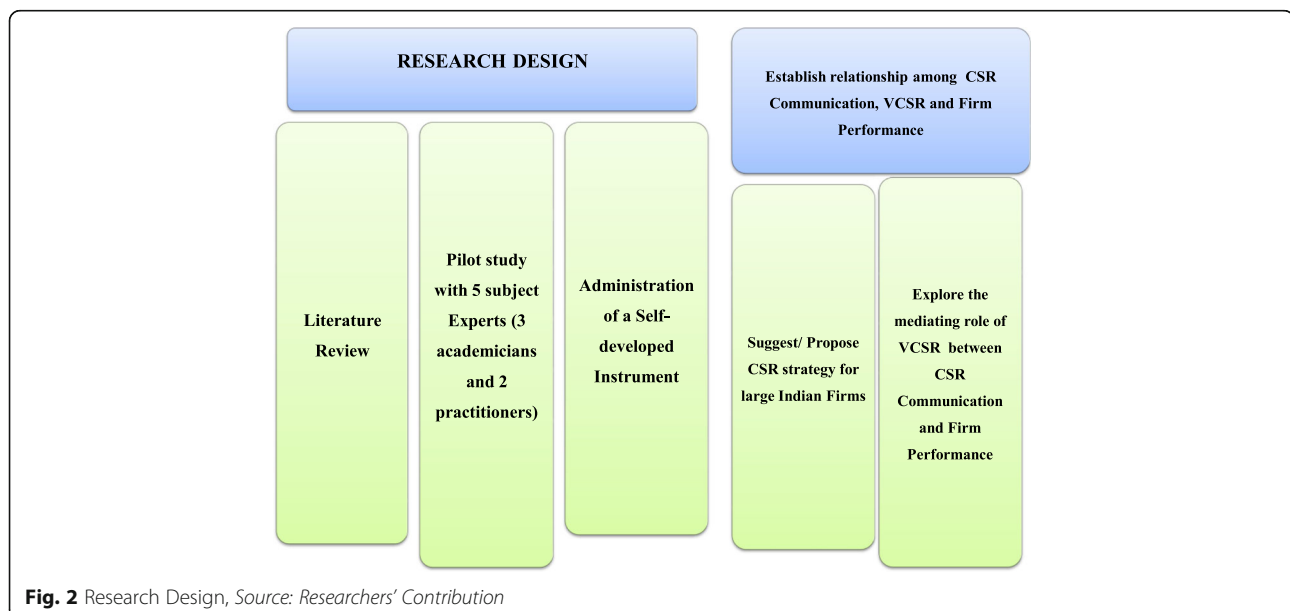 RESEARCH DESIGN
Literature
Review
Pilot study
with 5 subject
Experts (3
academicians
and 2
practitioners)
Administration
of a Self-
developed
Instrument
Establish relationship among CSR
Communication, VCSR and Firm
Performance
Suggest/ Propose
CSR strategy for
large Indian Firms
Explore the
mediating role of
VCSR between
CSR
Communication
and Firm
Performance
Fig. 2 Research Design, Source: Researchers' Contribution